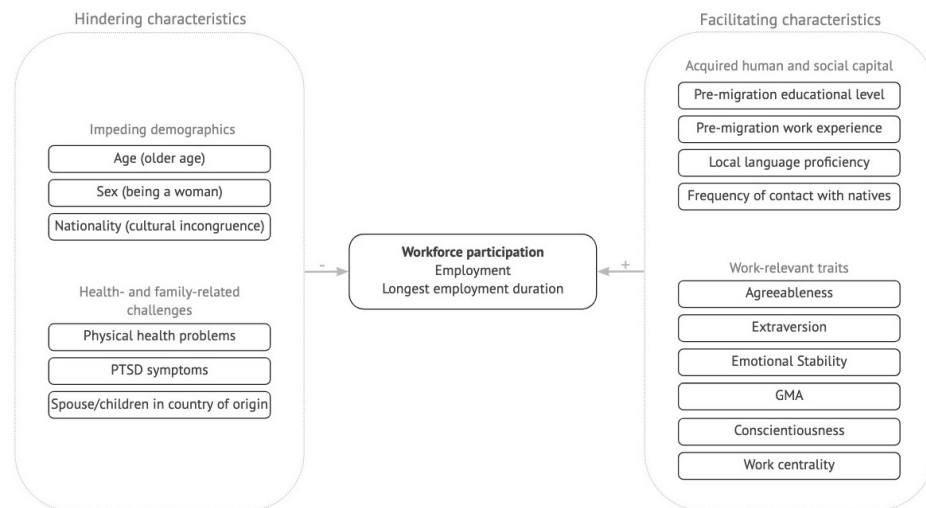 Hindering characteristics
Impeding demographics
Age (older age)
Sex (being a woman)
Nationality (cultural incongruence)
Health- and family-related
challenges
Physical health problems
PTSD symptoms
Spouse/children in country of origin
-
Workforce participation
Employment
Longest employment duration
+
Facilitating characteristics
Acquired human and social capital
Pre-migration educational level
Pre-migration work experience
Local language proficiency
Frequency of contact with natives
Work-relevant traits
Agreeableness
Extraversion
Emotional Stability
GMA
Conscientiousness
Work centrality